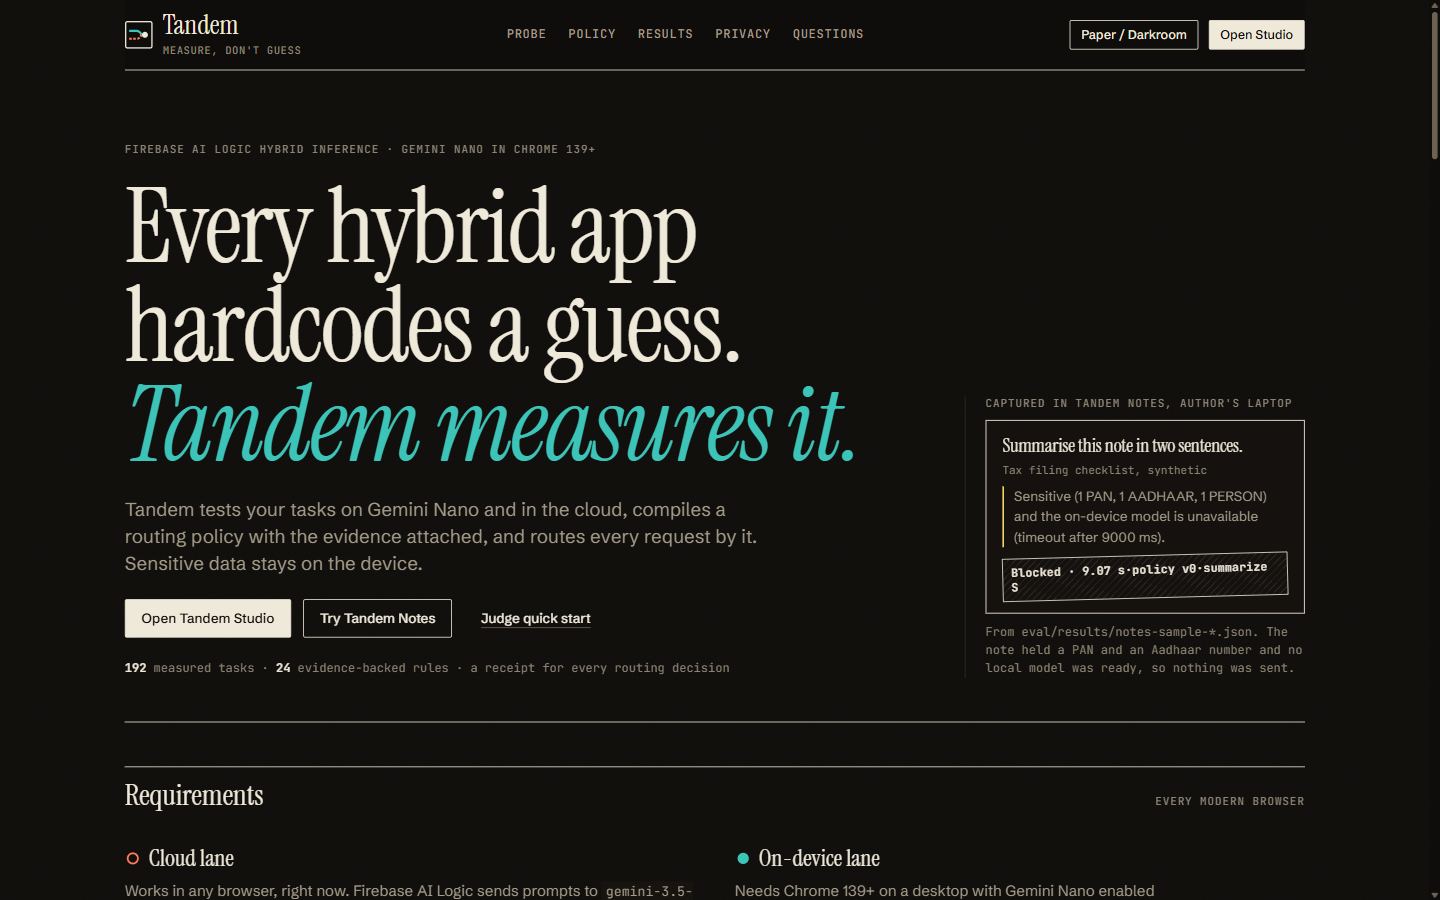 Tandem
MEASURE, DON'T GUESS
PROBE POLICY RESULTS PRIVACY QUESTIONS
Paper / Darkroom
Open Studio
FIREBASE AI LOGIC HYBRID INFERENCE · GEMINI NANO IN CHROME 139+
Every hybrid app
hardcodes a guess.
Tandem measures it.
Tandem tests your tasks on Gemini Nano and in the cloud, compiles a
routing policy with the evidence attached, and routes every request by it.
Sensitive data stays on the device.
Open Tandem Studio
Try Tandem Notes
Judge quick start
192 measured tasks · 24 evidence-backed rules · a receipt for every routing decision
CAPTURED IN TANDEM NOTES, AUTHOR'S LAPTOP
Summarise this note in two sentences.
Tax filing checklist, synthetic
Sensitive (1 PAN, 1 AADHAAR, 1 PERSON)
and the on-device model is unavailable
(timeout after 9000 ms).
Blocked · 9.07 s·policy v0·summarize
S
From eval/results/notes-sample-*.json. The
note held a PAN and an Aadhaar number and no
local model was ready, so nothing was sent.
Requirements
EVERY MODERN BROWSER
Cloud lane
Works in any browser, right now. Firebase AI Logic sends prompts to gemini-3.5-
On-device lane
Needs Chrome 139+ on a desktop with Gemini Nano enabled